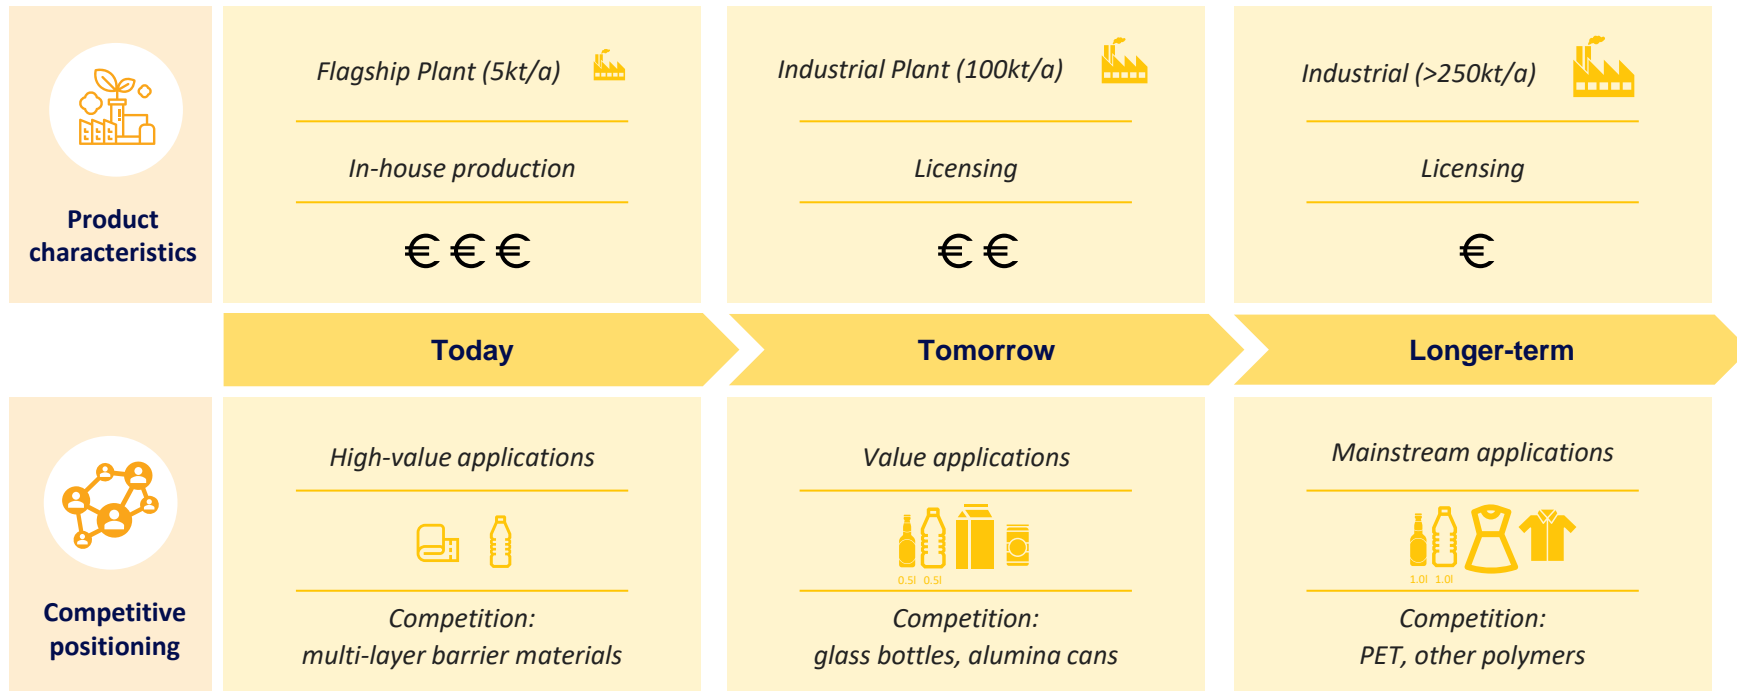 Product
characteristics
Flagship Plant (5kt/a)
In-house production
€ € €
Industrial Plant (100kt/a)
Licensing
€ €
Industrial (>250kt/a)
Licensing
€
Today
Tomorrow
Longer-term
Competitive
positioning
High-value applications
Competition:
multi-layer barrier materials
Value applications
0.5l 0.5l
Competition:
glass bottles, alumina cans
Mainstream applications
1.0l 1.0l
Competition:
PET, other polymers